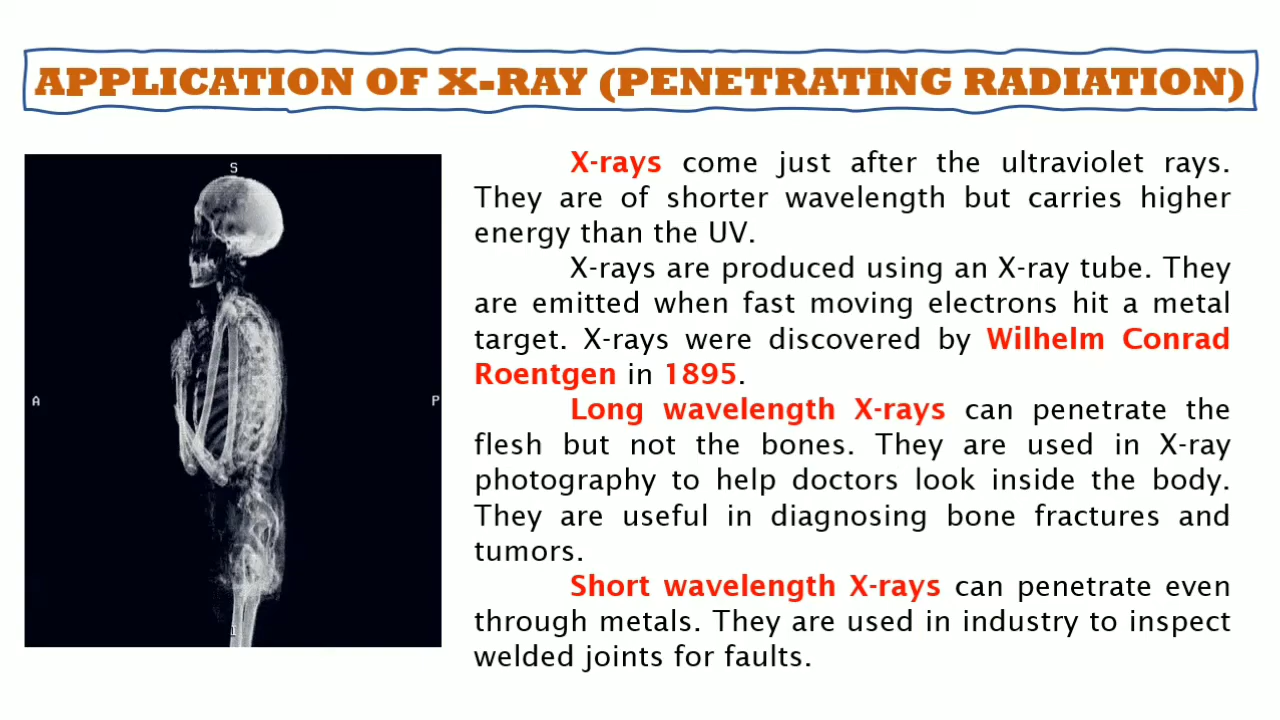 APPLICATION OF X-RAY (PENETRATING RADIATION)
S
A
P
I
X-rays come just after the ultraviolet rays.
They are of shorter wavelength but carries higher
energy than the UV.
X-rays are produced using an X-ray tube. They
are emitted when fast moving electrons hit a metal
target. X-rays were discovered by Wilhelm Conrad
Roentgen in 1895.
Long wavelength X-rays can penetrate the
flesh but not the bones. They are used in X-ray
photography to help doctors look inside the body.
They are useful in diagnosing bone fractures and
tumors.
Short wavelength X-rays can penetrate even
through metals. They are used in industry to inspect
welded joints for faults.